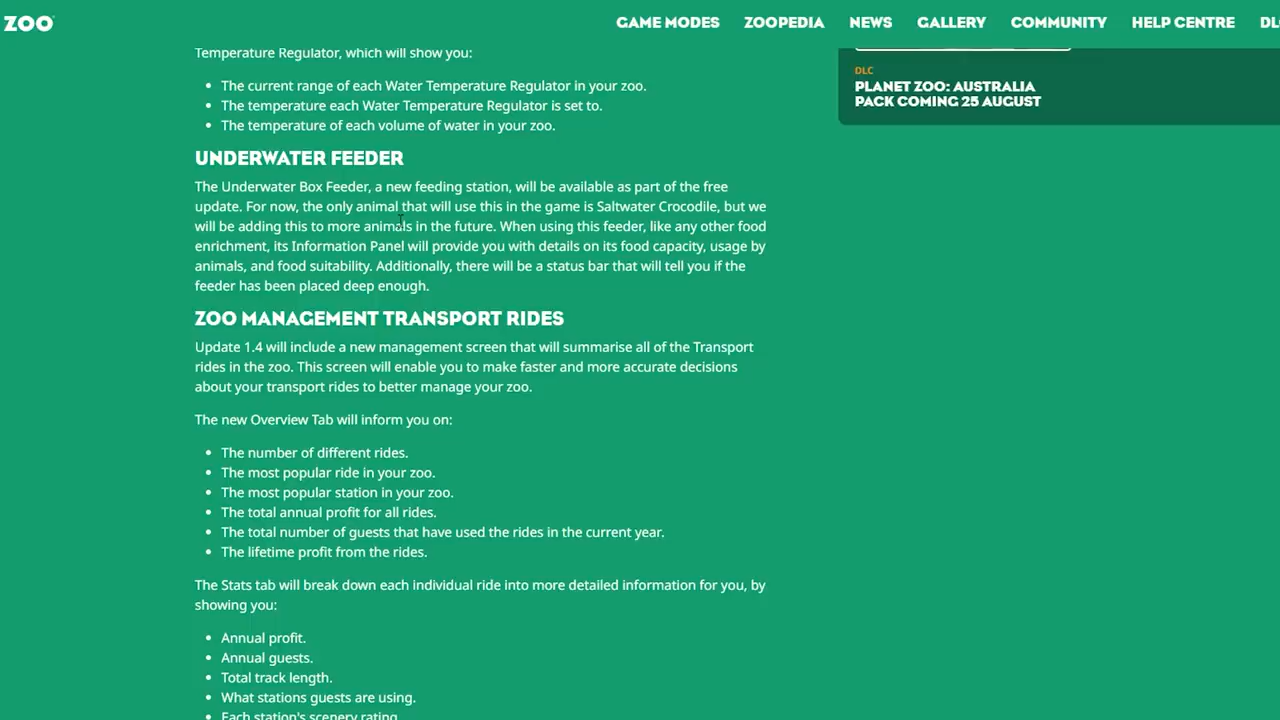 ZOO
GAME MODES ZOOPEDIA NEWS GALLERY COMMUNITY HELP CENTRE DL
Temperature Regulator, which will show you:
• The current range of each Water Temperature Regulator in your zoo.
• The temperature each Water Temperature Regulator is set to.
• The temperature of each volume of water in your zoo.
UNDERWATER FEEDER
The Underwater Box Feeder, a new feeding station, will be available as part of the free
update. For now, the only animal that will use this in the game is Saltwater Crocodile, but we
will be adding this to more animals in the future. When using this feeder, like any other food
enrichment, its Information Panel will provide you with details on its food capacity, usage by
animals, and food suitability. Additionally, there will be a status bar that will tell you if the
feeder has been placed deep enough.
ZOO MANAGEMENT TRANSPORT RIDES
Update 1.4 will include a new management screen that will summarise all of the Transport
rides in the zoo. This screen will enable you to make faster and more accurate decisions
about your transport rides to better manage your zoo.
The new Overview Tab will inform you on:
• The number of different rides.
• The most popular ride in your zoo.
• The most popular station in your zoo.
• The total annual profit for all rides.
• The total number of guests that have used the rides in the current year.
• The lifetime profit from the rides.
The Stats tab will break down each individual ride into more detailed information for you, by
showing you:
• Annual profit.
• Annual guests.
• Total track length.
• What stations guests are using.
• Each station's scenery rating.
DLC
PLANET ZOO: AUSTRALIA
PACK COMING 25 AUGUST